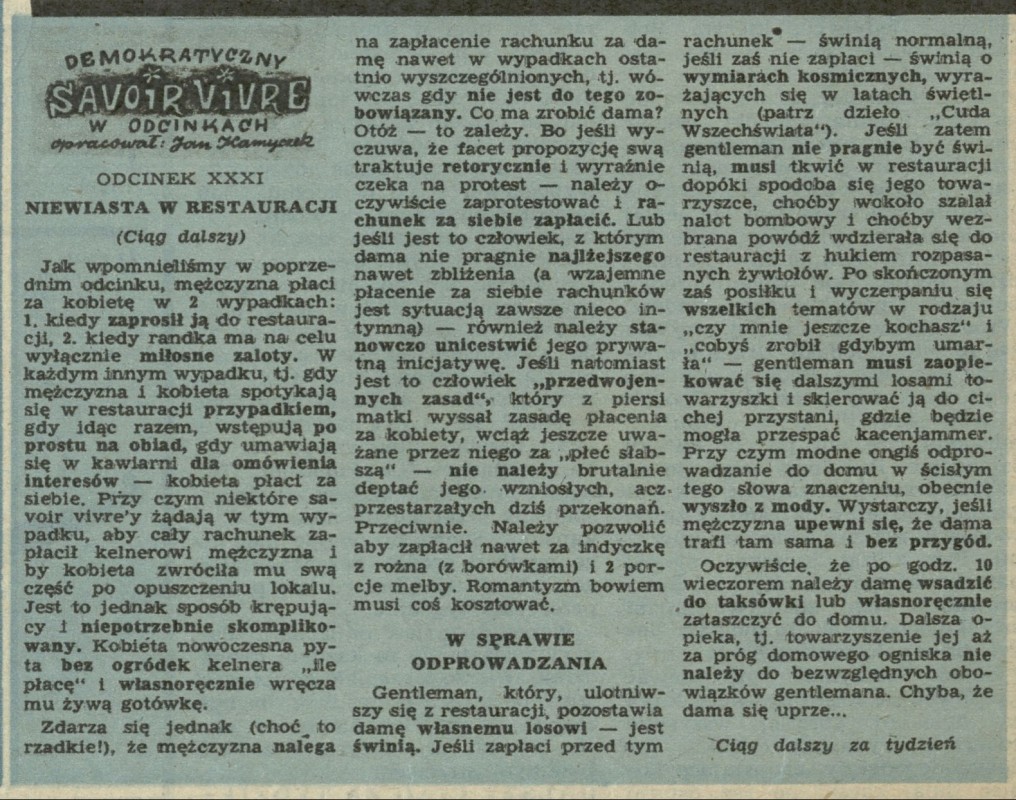 DEMOKRATYCZNY
SAVOIR VIVRE
W ODCINKACH
opracował: Jan Kamyczek
ODCINEK XXXI
NIEWIASTA W RESTAURACJI
(Ciąg dalszy)
Jak wpomnieliśmy w poprze-
dnim odcinku, mężczyzna płaci
za kobietę w 2 wypadkach:
1. kiedy zaprosił ją do restaura-
cji, 2. kiedy randka ma na celu
wyłącznie miłosne zaloty. W
każdym innym wypadku, tj. gdy
mężczyzna i kobieta spotykają
się w restauracji przypadkiem,
gdy idąc razem, wstępują po
prostu na obiad, gdy umawiają
się w kawiarni dla omówienia
interesów — kobieta płaci za
siebie. Przy czym niektóre sa-
voir vivre'y żądają w tym wy-
padku, aby cały rachunek za-
płacił kelnerowi mężczyzna i
by kobieta zwróciła mu swą
część po opuszczeniu lokalu.
Jest to jednak sposób krępują-
cy i niepotrzebnie skompliko-
wany. Kobieta nowoczesna py-
ta bez ogródek kelnera „ile
płacę" i własnoręcznie wręcza
mu żywą gotówkę.
Zdarza się jednak (choć to
rzadkie!), że mężczyzna nalega
na zapłacenie rachunku za da-
mę nawet w wypadkach osta-
tnio wyszczególnionych, tj. wó-
wczas gdy nie jest do tego zo-
bowiązany. Co ma zrobić dama?
Otóż — to zależy. Bo jeśli wy-
czuwa, że facet propozycję swą
traktuje retorycznie i wyraźnie
czeka na protest — należy o-
czywiście zaprotestować i ra-
chunek za siebie zapłacić. Lub
jeśli jest to człowiek, z którym
dama nie pragnie najlżejszego
nawet zbliżenia (a wzajemne
płacenie za siebie rachunków
jest sytuacją zawsze nieco in-
tymną) — również należy sta-
nowczo unicestwić jego prywa-
tną inicjatywę. Jeśli natomiast
jest to człowiek „przedwojen-
nych zasad", który z piersi
matki wyssał zasadę płacenia
za kobiety, wciąż jeszcze uwa-
żane przez niego za „płeć słab-
szą" — nie należy brutalnie
deptać jego wzniosłych, acz
przestarzałych dziś przekonań.
Przeciwnie. Należy pozwolić
aby zapłacił nawet za indyczkę
z rożna (z borówkami) i 2 por-
cje melby. Romantyzm bowiem
musi coś kosztować.
W SPRAWIE
ODPROWADZANIA
Gentleman, który, ulotniw-
szy się z restauracji, pozostawia
damę własnemu losowi — jest
świnią. Jeśli zapłaci przed tym
rachunek — świnią normalną,
jeśli zaś nie zapłaci — świnią o
wymiarach kosmicznych, wyra-
żających się w latach świetl-
nych (patrz dzieło „Cuda
Wszechświata"). Jeśli zatem
gentleman nie pragnie być świ-
nią, musi tkwić w restauracji
dopóki spodoba się jego towa-
rzyszce, choćby wokoło szalał
nalot bombowy i choćby wez-
brana powódź wdzierała się do
restauracji z hukiem rozpasa-
nych żywiołów. Po skończonym
zaś posiłku i wyczerpaniu się
wszelkich tematów w rodzaju
„czy mnie jeszcze kochasz" i
„cobyś zrobił gdybym umar-
ła" — gentleman musi zaopie-
kować się dalszymi losami to-
warzyszki i skierować ją do ci-
chej przystani, gdzie będzie
mogła przespać kacenjammer.
Przy czym modne ongiś odpro-
wadzanie do domu w ścisłym
tego słowa znaczeniu, obecnie
wyszło z mody. Wystarczy, jeśli
mężczyzna upewni się, że dama
trafi tam sama i bez przygód.
Oczywiście, że po godz. 10
wieczorem należy damę wsadzić
do taksówki lub własnoręcznie
zataszczyć do domu. Dalsza o-
pieka, tj. towarzyszenie jej aż
za próg domowego ogniska nie
należy do bezwzględnych obo-
wiązków gentlemana. Chyba, że
dama się uprze...
Ciąg dalszy za tydzień